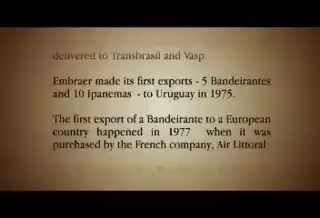 delivered to Transbrasil and Vasp.
Embraer made its first exports - 5 Bandeirantes
and 10 Ipanemas - to Uruguay in 1975.
The first export of a Bandeirante to a European
country happened in 1977 when it was
purchased by the French company, Air Littoral